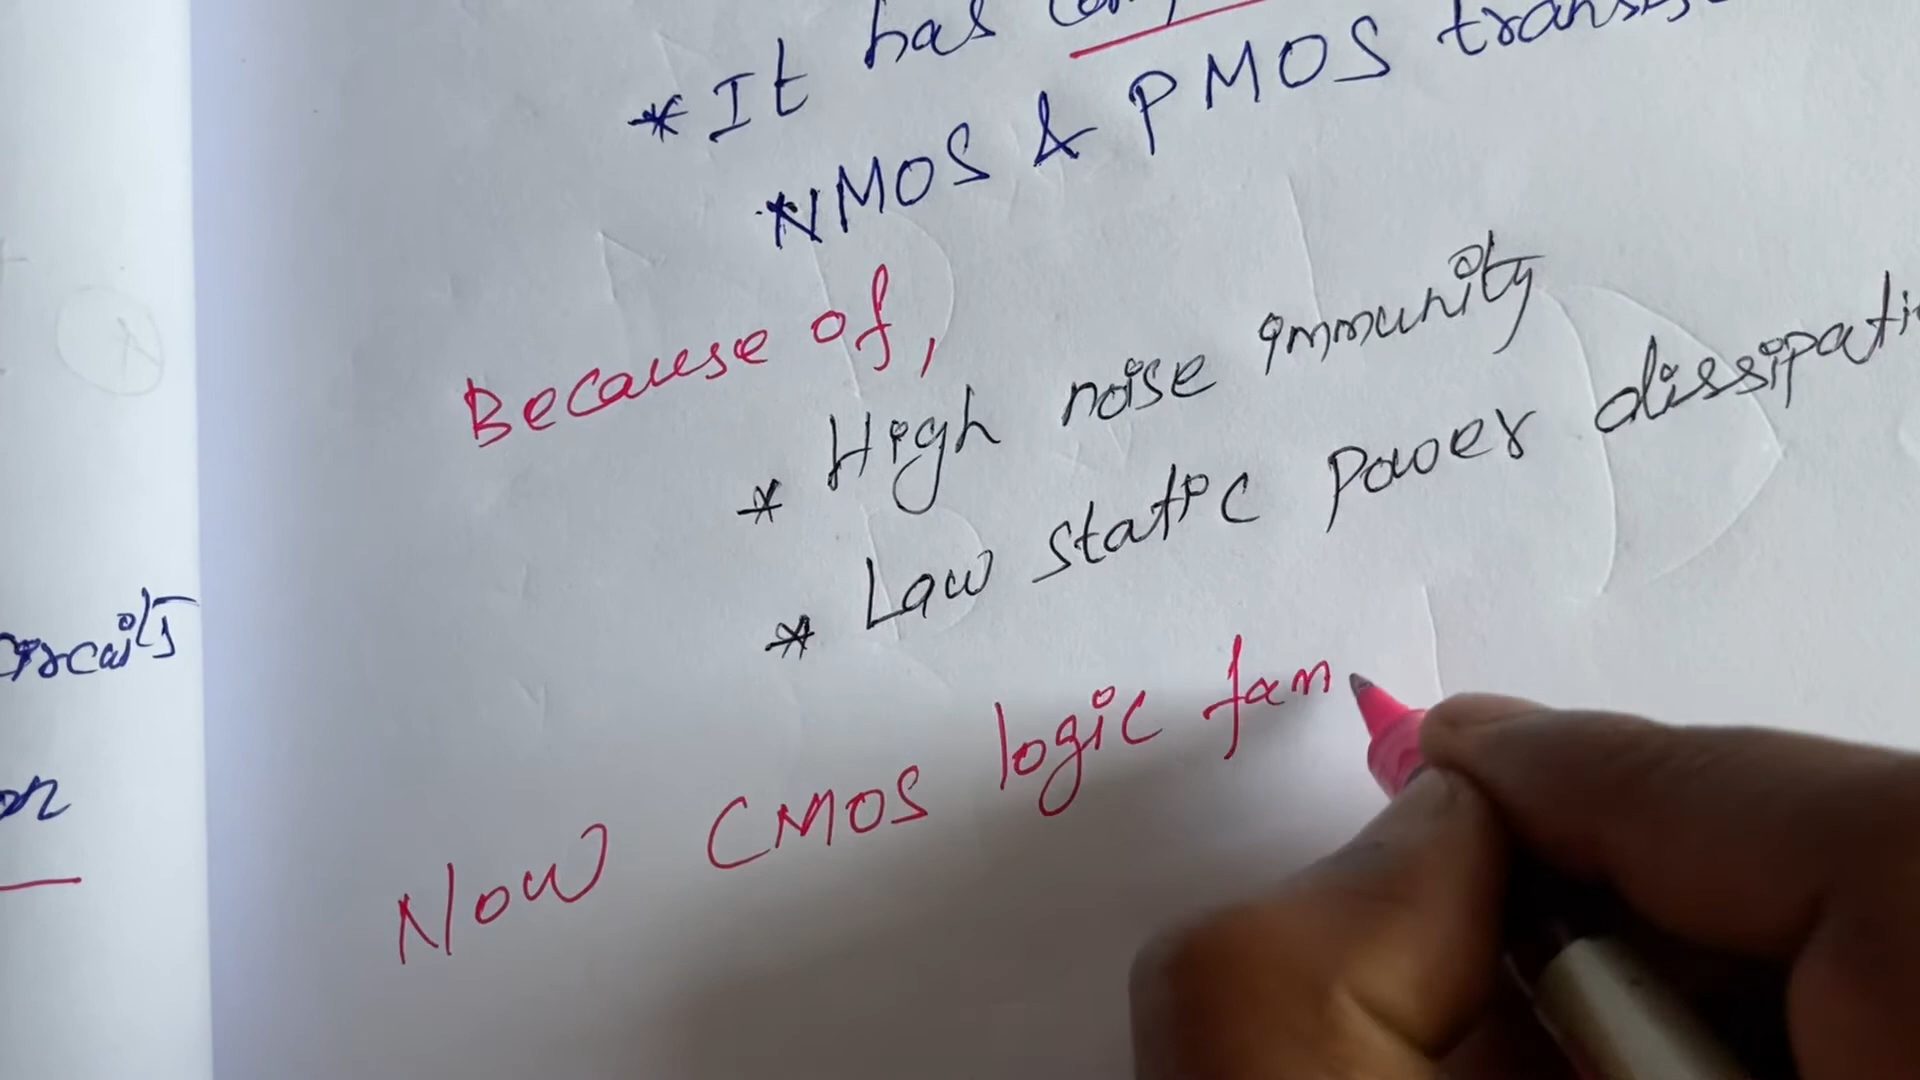 * It has
NMOS & PMOS
Because of,
* High noise immunity
* Law static Power
Now CMOS logic fam